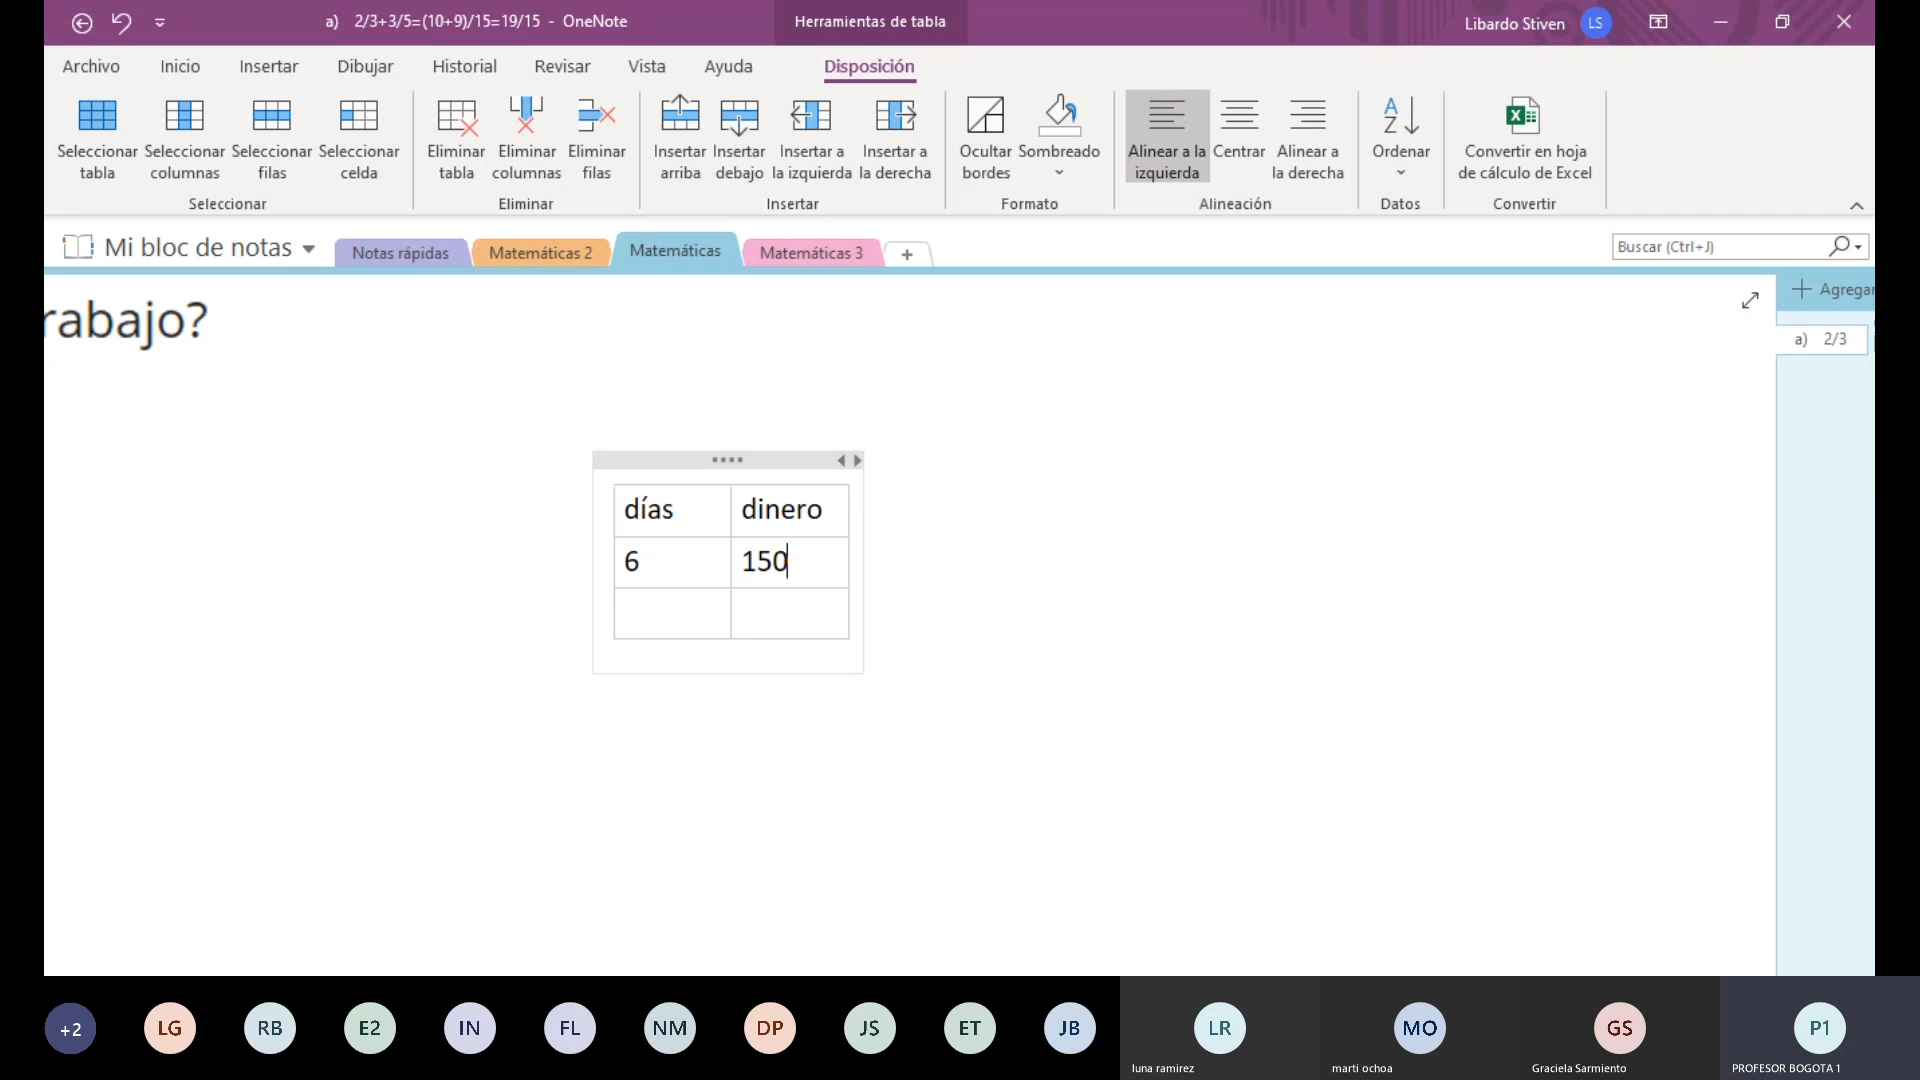 a) 2/3+3/5=(10+9)/15=19/15 - OneNote
Herramientas de tabla
Libardo Stiven
LS
Archivo
Inicio
Insertar
Dibujar
Historial
Revisar
Vista
Ayuda
Disposición
Seleccionar tabla
Seleccionar columnas
Seleccionar filas
Seleccionar celda
Seleccionar
Eliminar tabla
Eliminar columnas
Eliminar filas
Eliminar
Insertar arriba
Insertar debajo
Insertar a la izquierda
Insertar a la derecha
Insertar
Ocultar bordes
Sombreado
Formato
Alinear a la izquierda
Centrar
Alinear a la derecha
Alineación
Ordenar
Datos
Convertir en hoja de cálculo de Excel
Convertir
Mi bloc de notas
Notas rápidas
Matemáticas 2
Matemáticas
Matemáticas 3
Buscar (Ctrl+J)
Agregar
a) 2/3
rabajo?
días dinero
6 150
+2
LG
RB
E2
IN
FL
NM
DP
JS
ET
JB
LR
luna ramirez
MO
marti ochoa
GS
Graciela Sarmiento
P1
PROFESOR BOGOTA 1